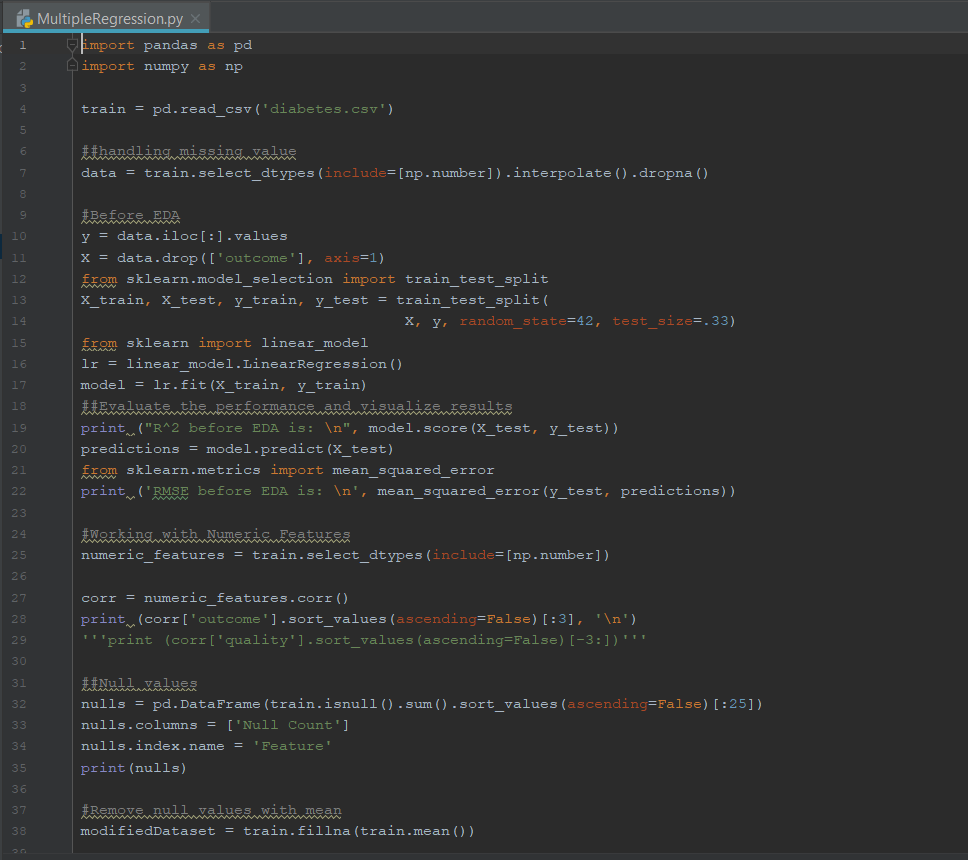 MultipleRegression.py
1 import pandas as pd
2 import numpy as np
3
4 train = pd.read_csv('diabetes.csv')
5
6 ##handling missing value
7 data = train.select_dtypes(include=[np.number]).interpolate().dropna()
8
9 #Before EDA
10 y = data.iloc[:].values
11 X = data.drop(['outcome'], axis=1)
12 from sklearn.model_selection import train_test_split
13 X_train, X_test, y_train, y_test = train_test_split(
14 X, y, random_state=42, test_size=.33)
15 from sklearn import linear_model
16 lr = linear_model.LinearRegression()
17 model = lr.fit(X_train, y_train)
18 ##Evaluate the performance and visualize results
19 print ("R^2 before EDA is: \n", model.score(X_test, y_test))
20 predictions = model.predict(X_test)
21 from sklearn.metrics import mean_squared_error
22 print ('RMSE before EDA is: \n', mean_squared_error(y_test, predictions))
23
24 #Working with Numeric Features
25 numeric_features = train.select_dtypes(include=[np.number])
26
27 corr = numeric_features.corr()
28 print (corr['outcome'].sort_values(ascending=False)[:3], '\n')
29 '''print (corr['quality'].sort_values(ascending=False)[-3:])'''
30
31 ##Null values
32 nulls = pd.DataFrame(train.isnull().sum().sort_values(ascending=False)[:25])
33 nulls.columns = ['Null Count']
34 nulls.index.name = 'Feature'
35 print(nulls)
36
37 #Remove null values with mean
38 modifiedDataset = train.fillna(train.mean())
39